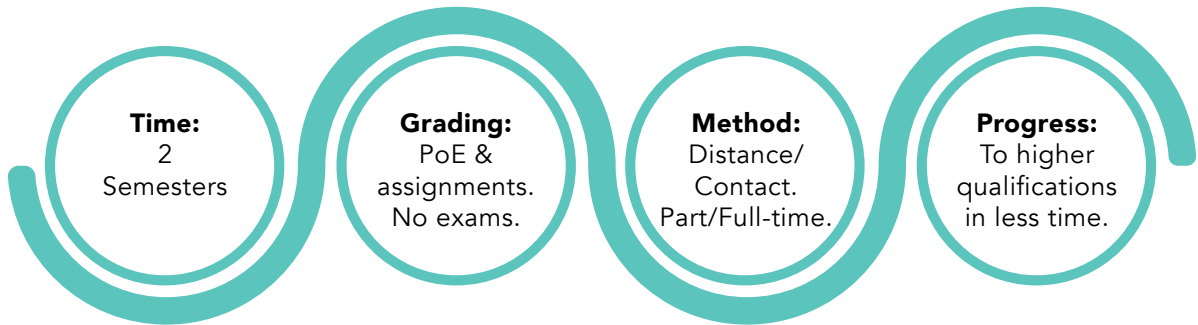 Time:
2
Semesters
Grading:
PoE &
assignments.
No exams.
Method:
Distance/
Contact.
Part/Full-time.
Progress:
To higher
qualifications
in less time.